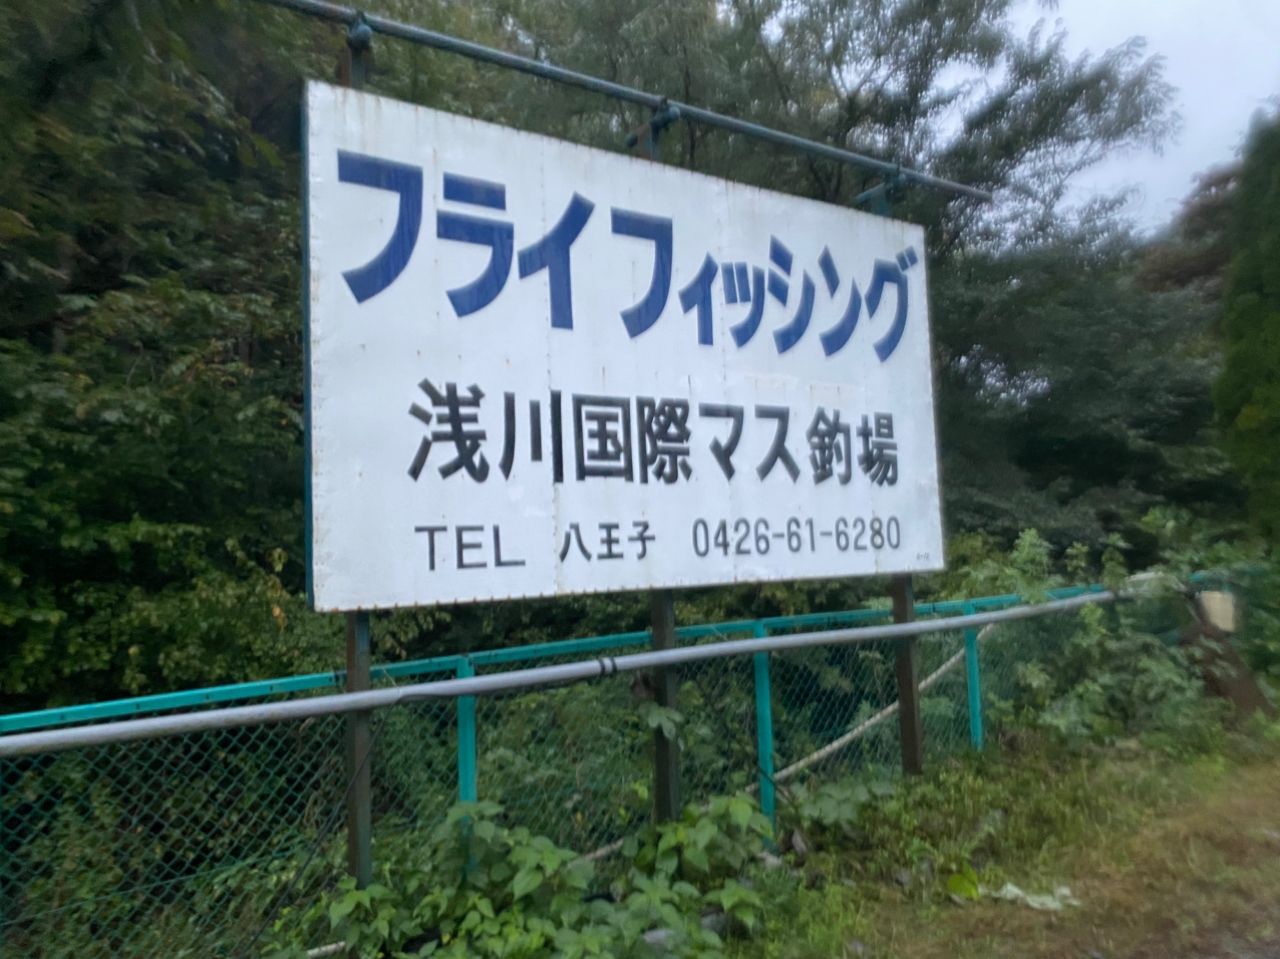 フライフィッシング
浅川国際マス釣場
TEL 八王子 0426-61-6280